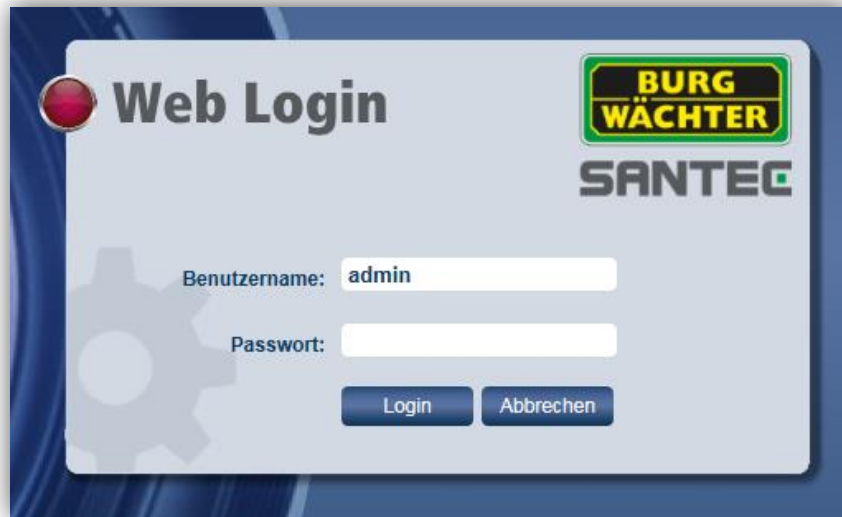 Web Login
BURG
WÄCHTER
SANTEC
Benutzername: admin
Passwort:
Login Abbrechen